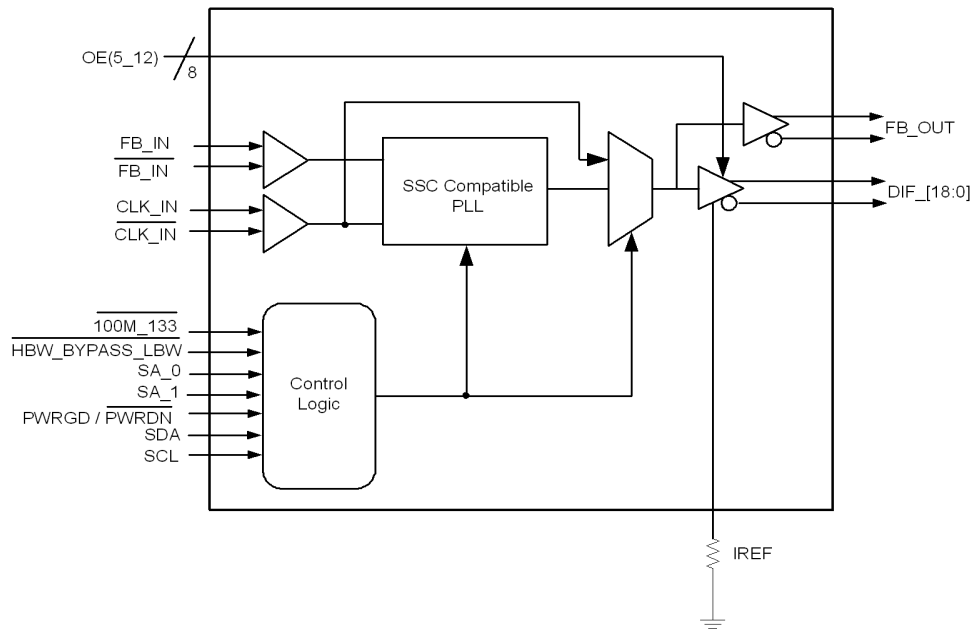 OE(5_12)
8
FB_IN
FB_IN
CLK_IN
CLK_IN
SSC Compatible
PLL
FB_OUT
DIF_[18:0]
100M_133
HBW_BYPASS_LBW
SA_0
SA_1
PWRGD / PWRDN
SDA
SCL
Control
Logic
IREF